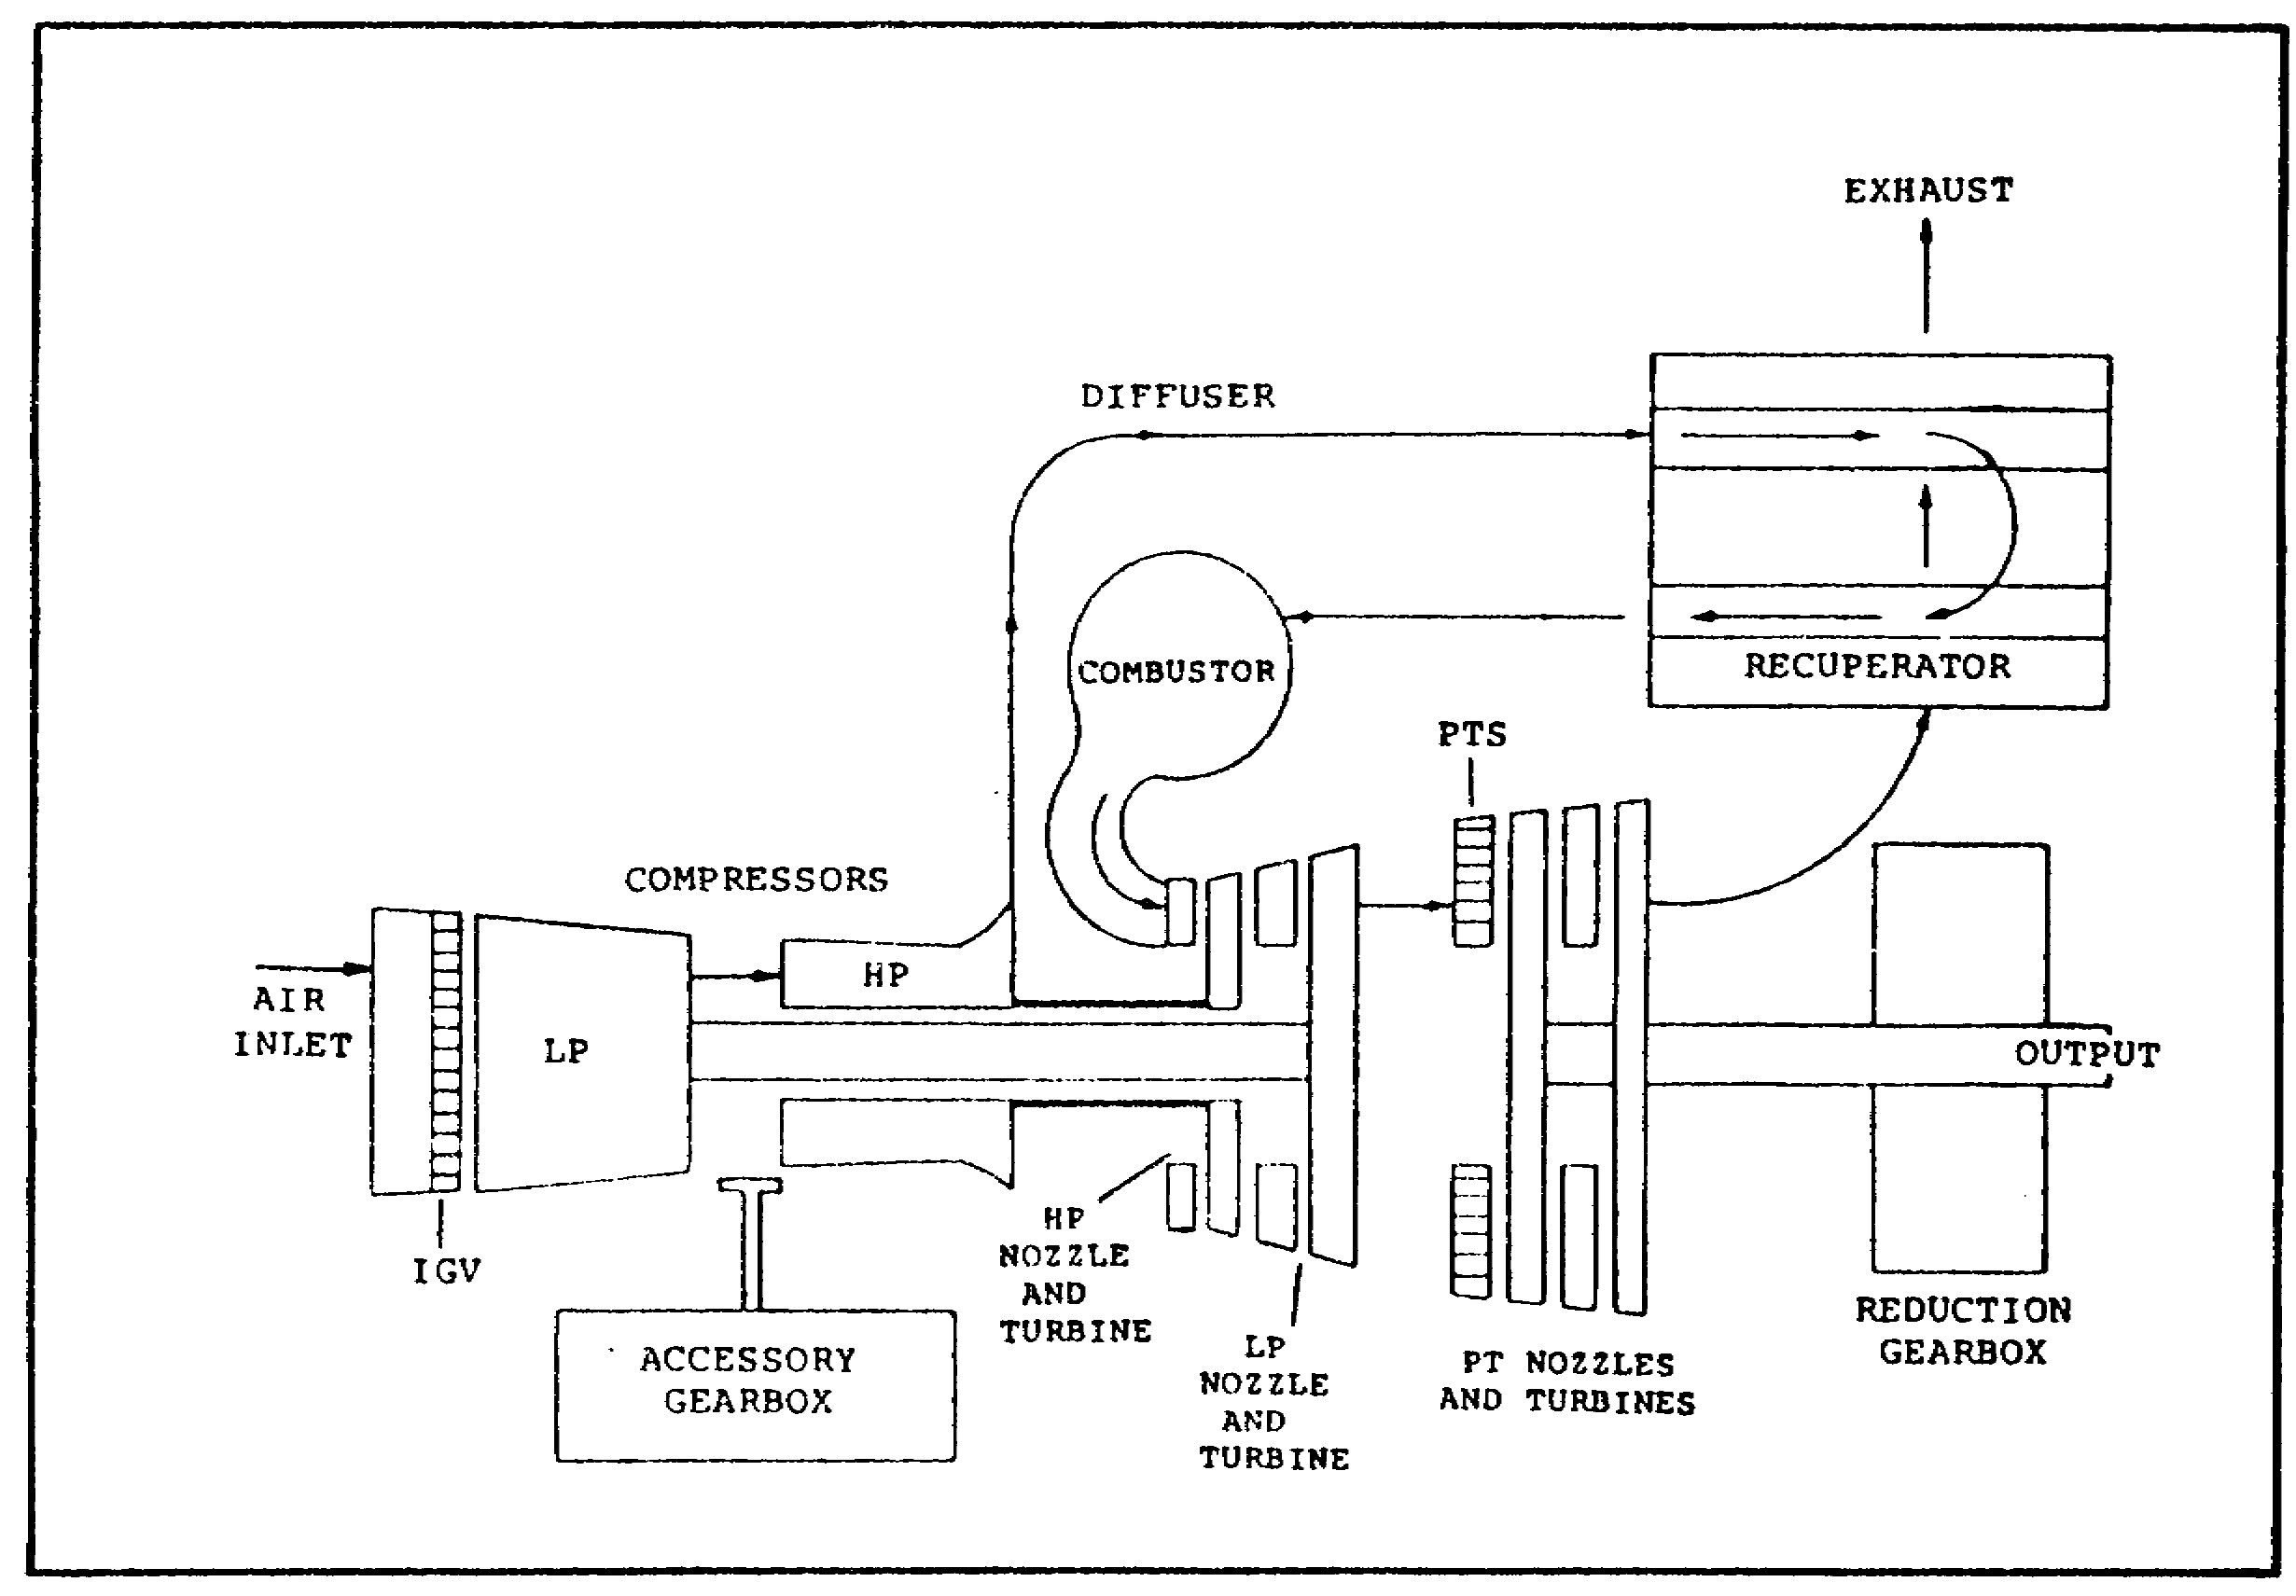 EXHAUST
DIFFUSER
COMBUSTOR
RECUPERATOR
PTS
COMPRESSORS
HP
AIR
INLET
LP
OUTPUT
IGV
HP
NOZZLE
AND
TURBINE
LP
NOZZLE
AND
TURBINE
ACCESSORY
GEARBOX
PT NOZZLES
AND TURBINES
REDUCTION
GEARBOX